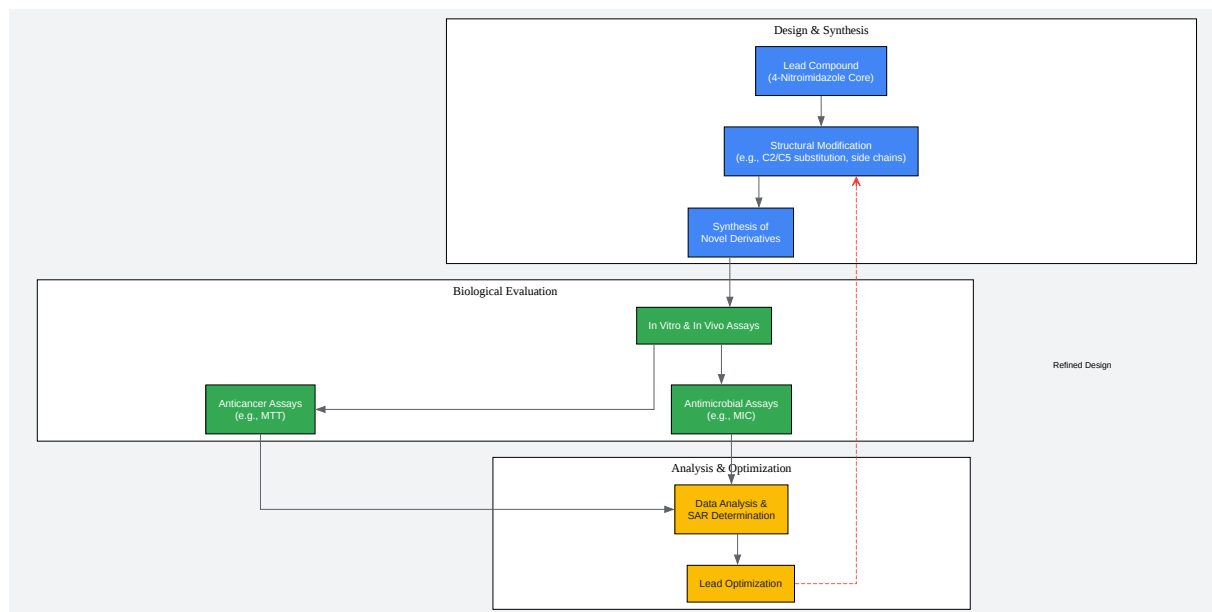 Design & Synthesis
Lead Compound
(4-Nitroimidazole Core)
Structural Modification
(e.g., C2/C5 substitution, side chains)
Synthesis of
Novel Derivatives
Biological Evaluation
In Vitro & In Vivo Assays
Refined Design
Anticancer Assays
(e.g., MTT)
Antimicrobial Assays
(e.g., MIC)
Analysis & Optimization
Data Analysis &
SAR Determination
Lead Optimization